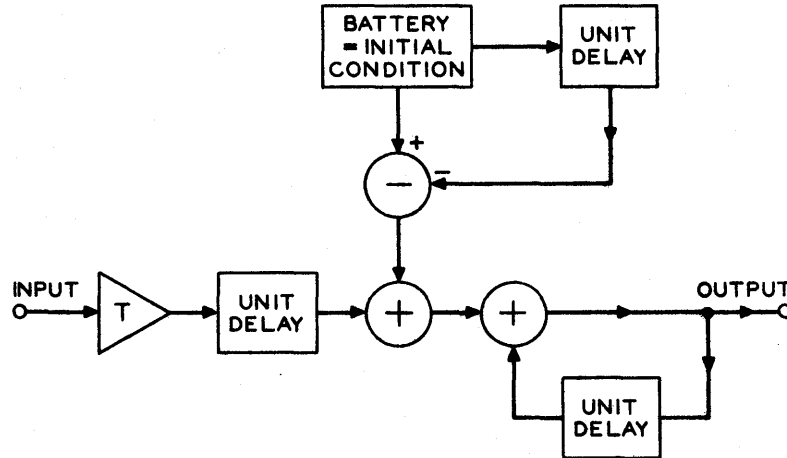 BATTERY
= INITIAL
CONDITION
UNIT
DELAY
+
−
−
INPUT
T
UNIT
DELAY
+
+
OUTPUT
UNIT
DELAY